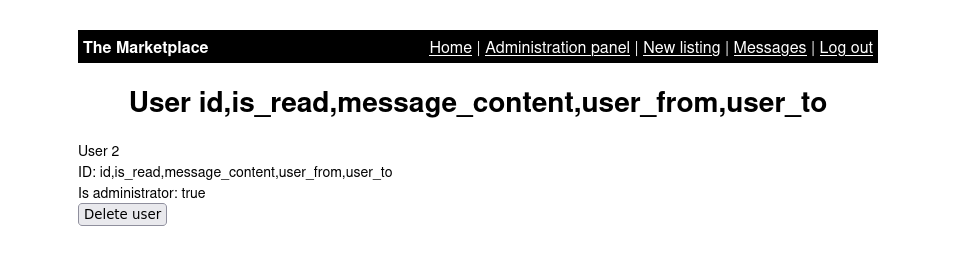 The Marketplace Home | Administration panel | New listing | Messages | Log out
User id,is_read,message_content,user_from,user_to
User 2
ID: id,is_read,message_content,user_from,user_to
Is administrator: true
Delete user